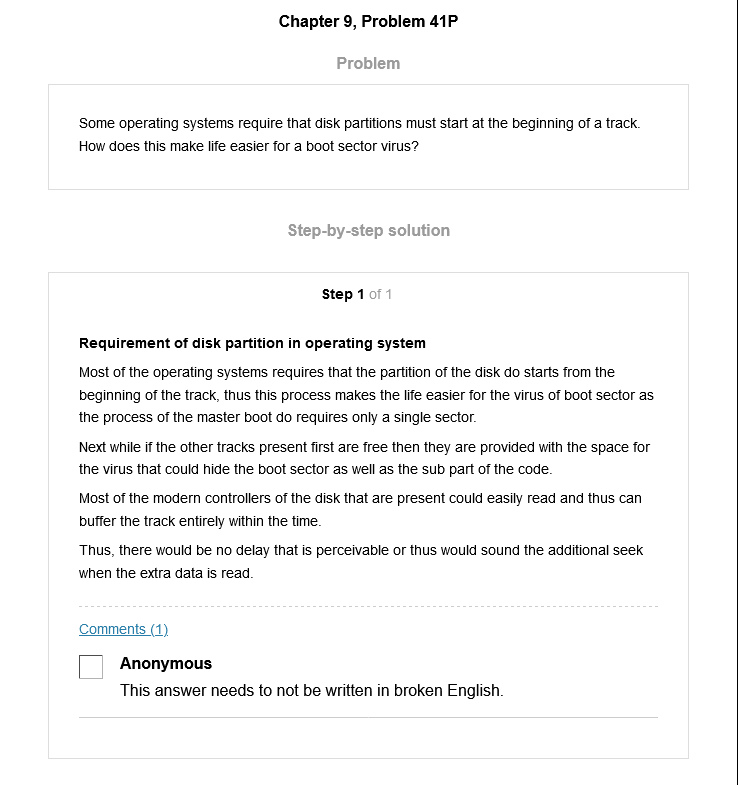 Chapter 9, Problem 41P
Problem
Some operating systems require that disk partitions must start at the beginning of a track.
How does this make life easier for a boot sector virus?
Step-by-step solution
Step 1 of 1
Requirement of disk partition in operating system
Most of the operating systems requires that the partition of the disk do starts from the
beginning of the track, thus this process makes the life easier for the virus of boot sector as
the process of the master boot do requires only a single sector.
Next while if the other tracks present first are free then they are provided with the space for
the virus that could hide the boot sector as well as the sub part of the code.
Most of the modern controllers of the disk that are present could easily read and thus can
buffer the track entirely within the time.
Thus, there would be no delay that is perceivable or thus would sound the additional seek
when the extra data is read.
Comments (1)
Anonymous
This answer needs to not be written in broken English.